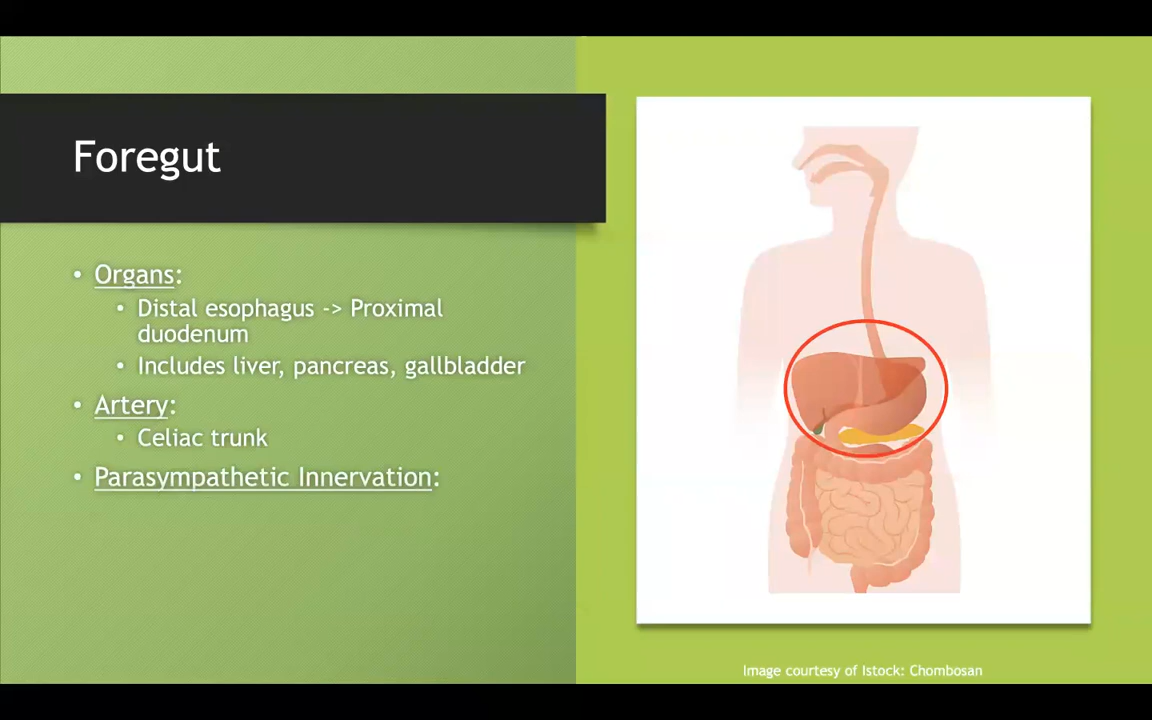 Foregut
• Organs:
• Distal esophagus -> Proximal
duodenum
• Includes liver, pancreas, gallbladder
• Artery:
• Celiac trunk
• Parasympathetic Innervation:
Image courtesy of Istock: Chombosan